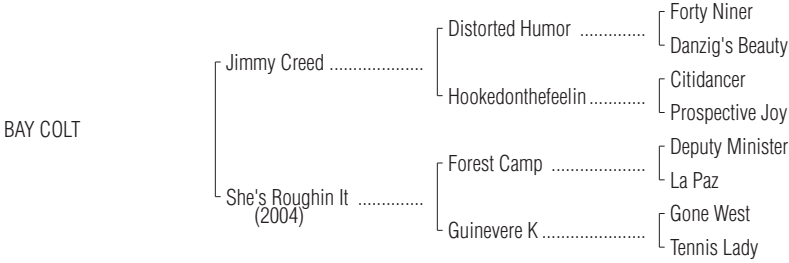 Forty Niner
Distorted Humor ..............
Danzig's Beauty
Jimmy Creed ....................
Citidancer
Hookedonthefeelin............
Prospective Joy
BAY COLT
Deputy Minister
Forest Camp ....................
La Paz
She's Roughin It ..............
(2004)
Gone West
Guinevere K ......................
Tennis Lady